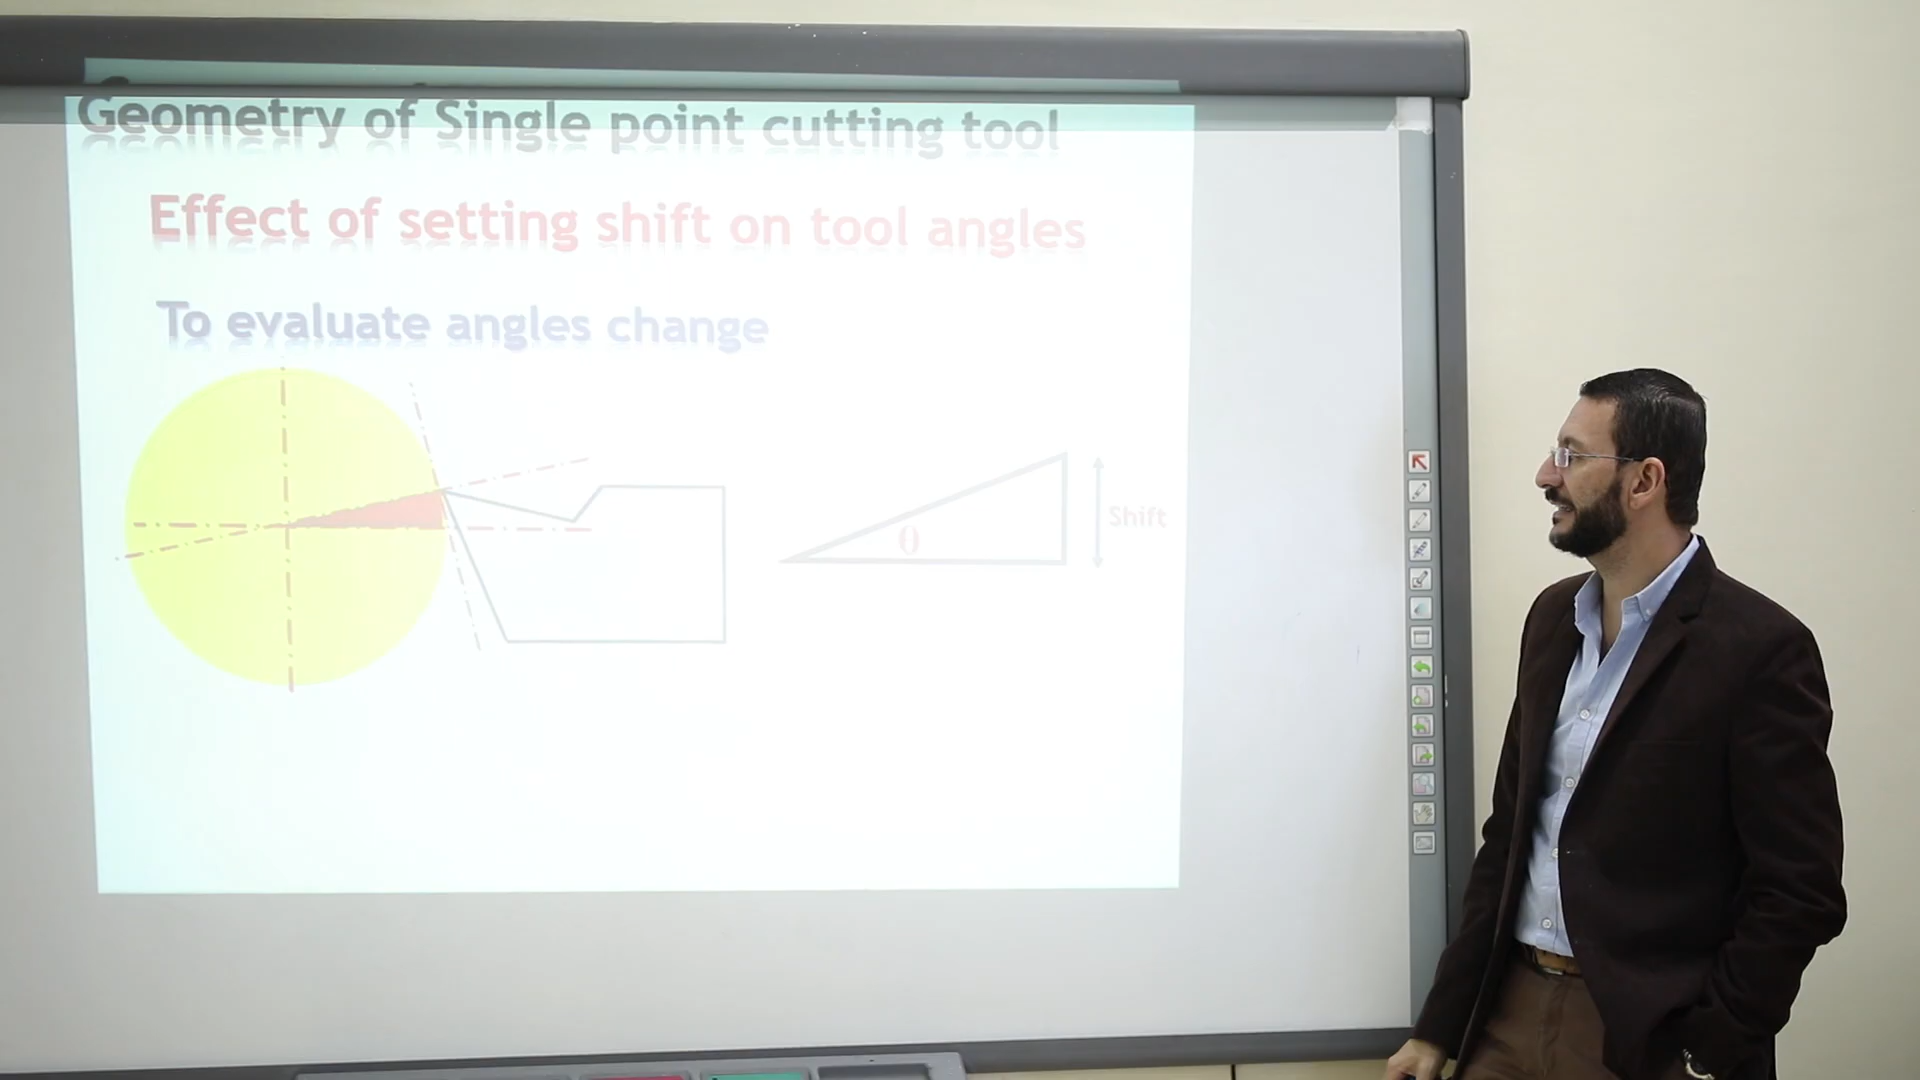 Geometry of Single point cutting tool
Effect of setting shift on tool angles
To evaluate angles change
θ
Shift